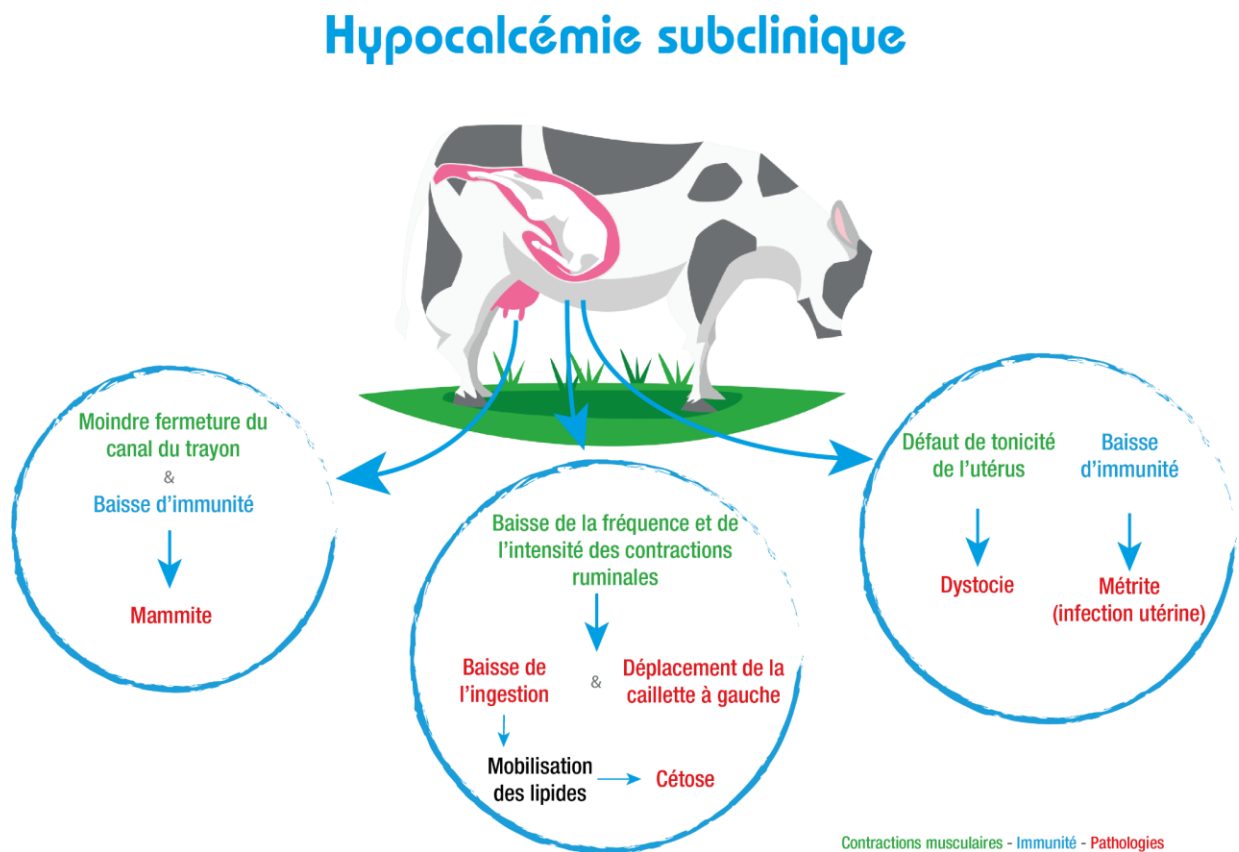 Hypocalcémie subclinique
Moindre fermeture du
canal du trayon
&
Baisse d’immunité
Mammite
Baisse de la fréquence et de
l’intensité des contractions
ruminales
Baisse de
l’ingestion
&
Déplacement de la
caillette à gauche
Mobilisation
des lipides
Cétose
Défaut de tonicité
de l’utérus
Baisse
d’immunité
Dystocie
Métrite
(infection utérine)
Contractions musculaires - Immunité - Pathologies